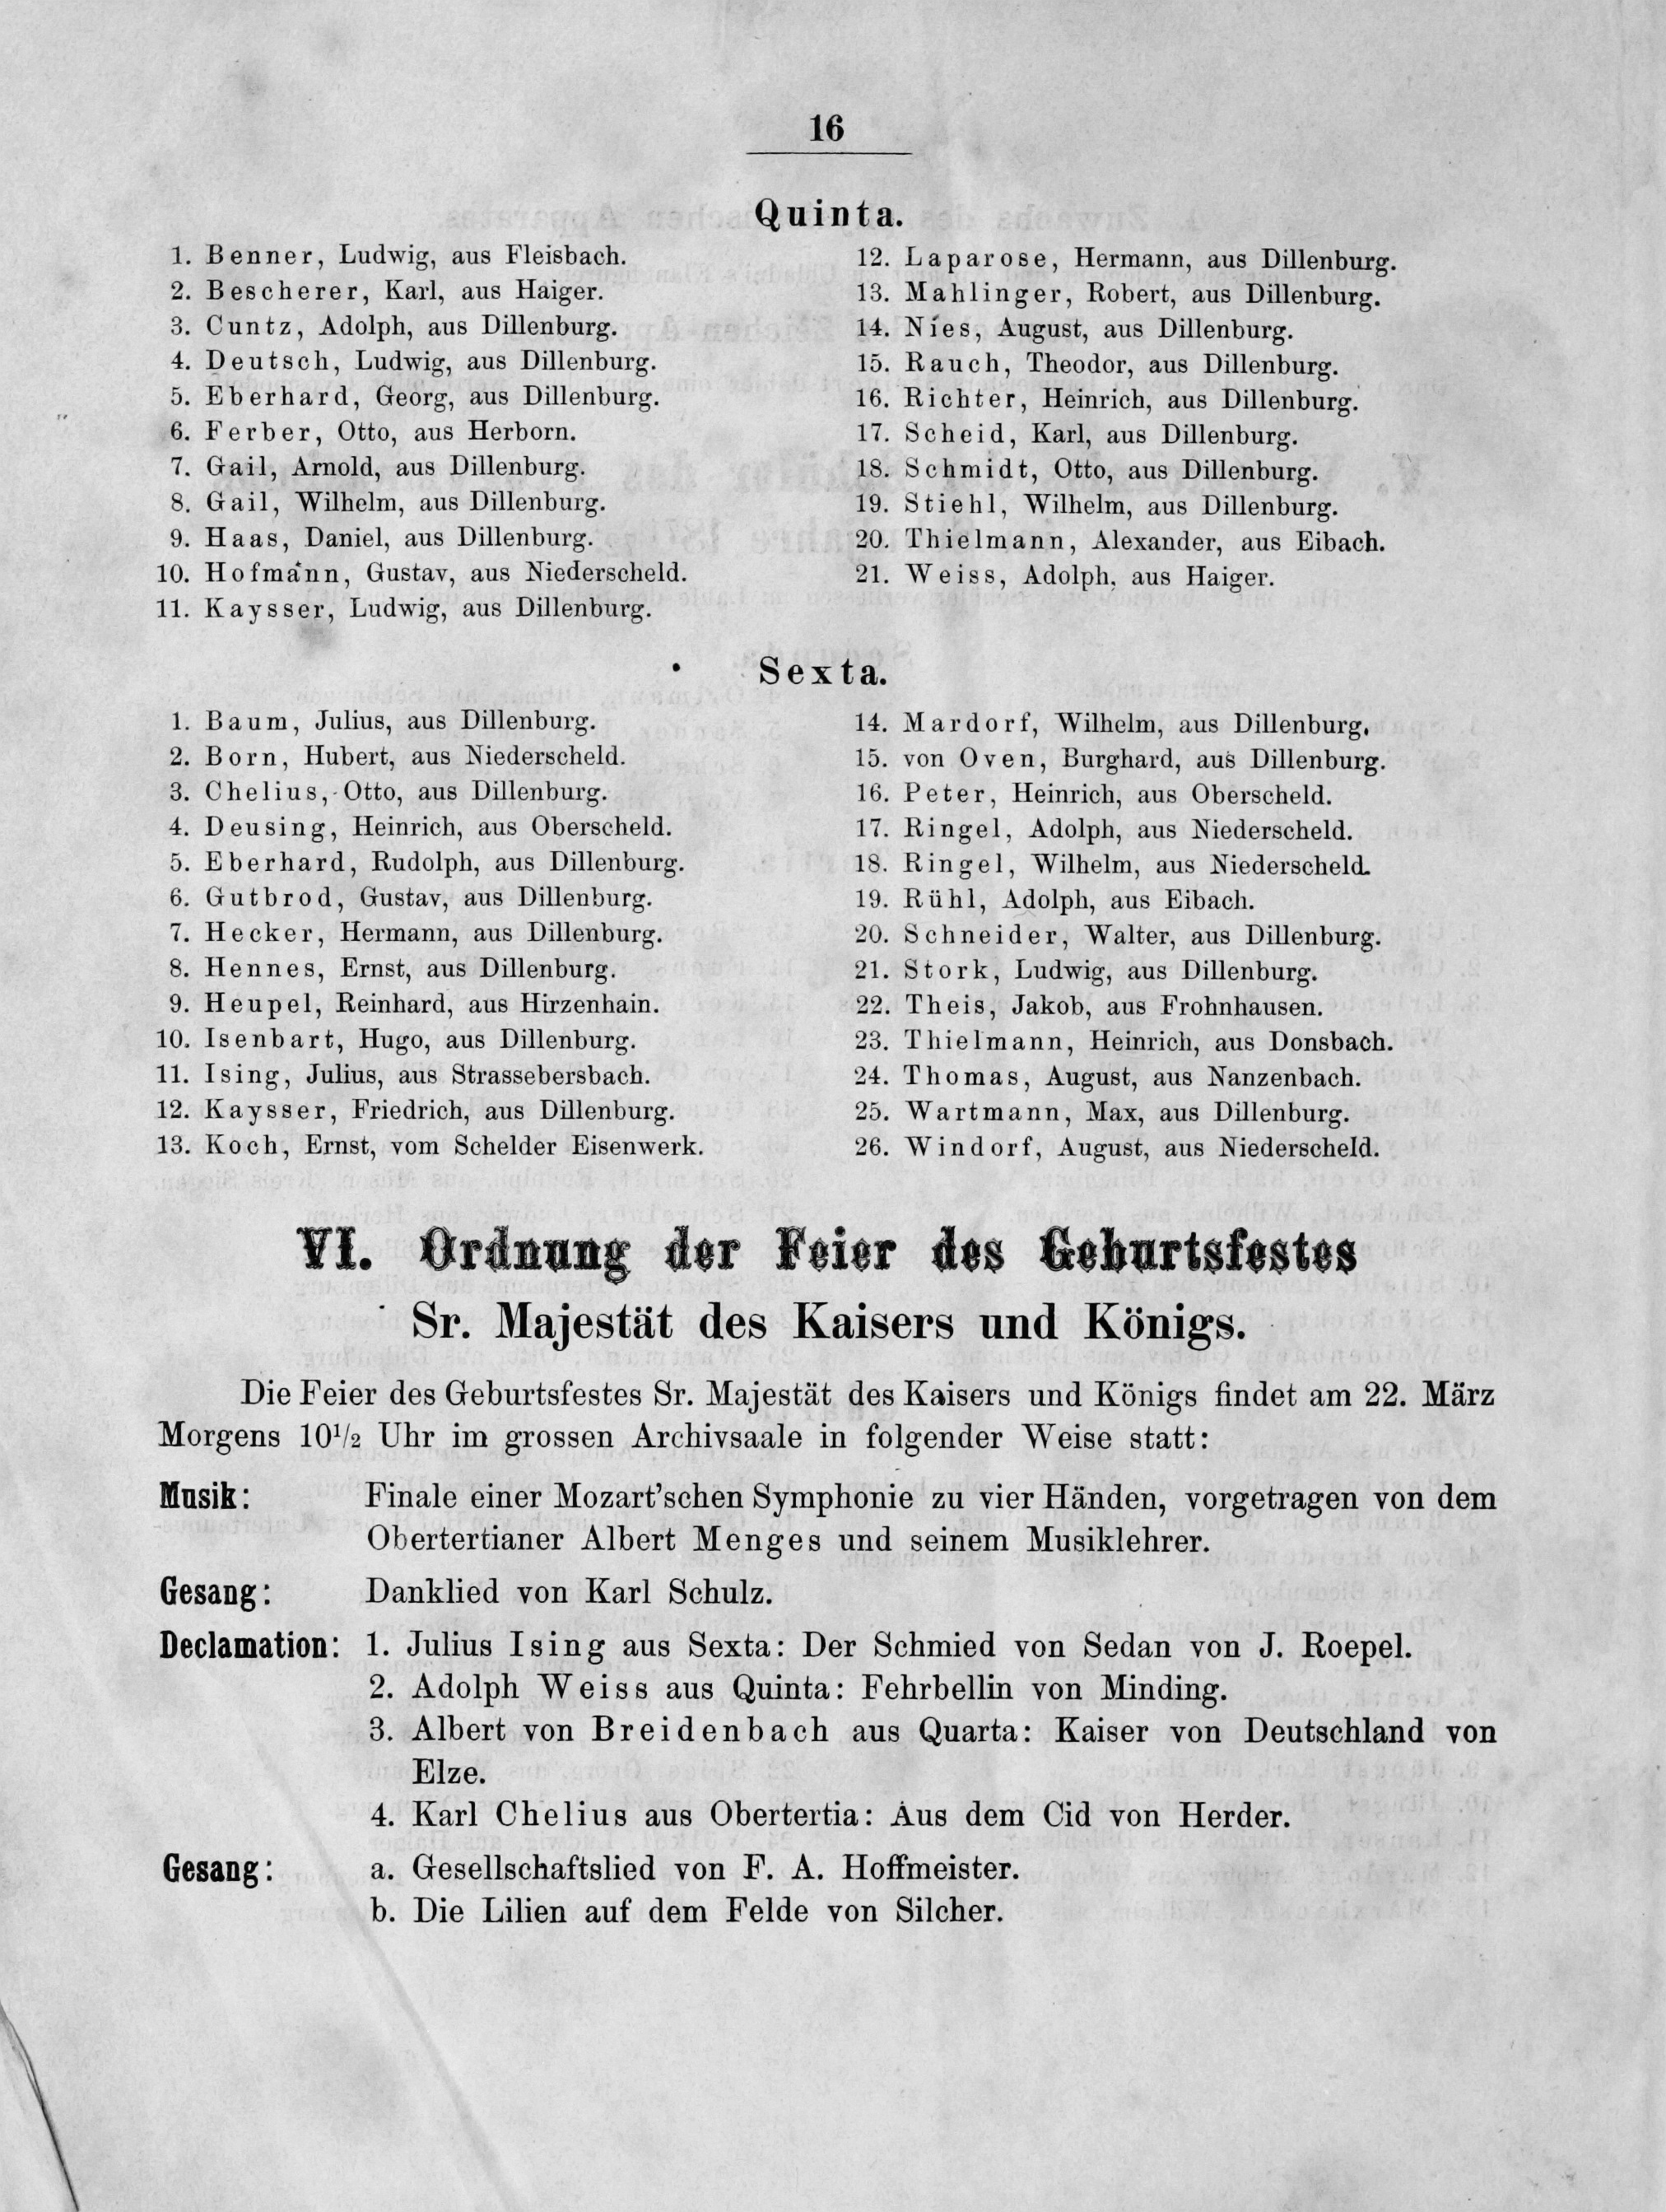 16
Quinta.
1. Benner, Ludwig, aus Fleisbach.
2. Bescherer, Karl, aus Haiger.
3. Cuntz, Adolph, aus Dillenburg.
4. Deutsch, Ludwig, aus Dillenburg.
5. Eberhard, Georg, aus Dillenburg.
6. Ferber, Otto, aus Herborn.
7. Gail, Arnold, aus Dillenburg.
8. Gail, Wilhelm, aus Dillenburg.
9. Haas, Daniel, aus Dillenburg.
10. Hofmann, Gustav, aus Niederscheld.
11. Kaysser, Ludwig, aus Dillenburg.
12. Laparose, Hermann, aus Dillenburg.
13. Mahlinger, Robert, aus Dillenburg.
14. Nies, August, aus Dillenburg.
15. Rauch, Theodor, aus Dillenburg.
16. Richter, Heinrich, aus Dillenburg.
17. Scheid, Karl, aus Dillenburg.
18. Schmidt, Otto, aus Dillenburg.
19. Stiehl, Wilhelm, aus Dillenburg.
20. Thielmann, Alexander, aus Eibach.
21. Weiss, Adolph, aus Haiger.
Sexta.
1. Baum, Julius, aus Dillenburg.
2. Born, Hubert, aus Niederscheld.
3. Chelius, Otto, aus Dillenburg.
4. Deusing, Heinrich, aus Oberscheld.
5. Eberhard, Rudolph, aus Dillenburg.
6. Gutbrod, Gustav, aus Dillenburg.
7. Hecker, Hermann, aus Dillenburg.
8. Hennes, Ernst, aus Dillenburg.
9. Heupel, Reinhard, aus Hirzenhain.
10. Isenbart, Hugo, aus Dillenburg.
11. Ising, Julius, aus Strassebersbach.
12. Kaysser, Friedrich, aus Dillenburg.
13. Koch, Ernst, vom Schelder Eisenwerk.
14. Mardorf, Wilhelm, aus Dillenburg.
15. von Oven, Burghard, aus Dillenburg.
16. Peter, Heinrich, aus Oberscheld.
17. Ringel, Adolph, aus Niederscheld.
18. Ringel, Wilhelm, aus Niederscheld.
19. Rühl, Adolph, aus Eibach.
20. Schneider, Walter, aus Dillenburg.
21. Stork, Ludwig, aus Dillenburg.
22. Theis, Jakob, aus Frohnhausen.
23. Thielmann, Heinrich, aus Donsbach.
24. Thomas, August, aus Nanzenbach.
25. Wartmann, Max, aus Dillenburg.
26. Windorf, August, aus Niederscheld.
VI. Ordnung der Feier des Geburtsfestes
Sr. Majestät des Kaisers und Königs.
Die Feier des Geburtsfestes Sr. Majestät des Kaisers und Königs findet am 22. März
Morgens 10½ Uhr im grossen Archivsaale in folgender Weise statt:
Musik: Finale einer Mozart'schen Symphonie zu vier Händen, vorgetragen von dem
Obertertianer Albert Menges und seinem Musiklehrer.
Gesang: Danklied von Karl Schulz.
Declamation: 1. Julius Ising aus Sexta: Der Schmied von Sedan von J. Roepel.
2. Adolph Weiss aus Quinta: Fehrbellin von Minding.
3. Albert von Breidenbach aus Quarta: Kaiser von Deutschland von
Elze.
4. Karl Chelius aus Obertertia: Aus dem Cid von Herder.
Gesang: a. Gesellschaftslied von F. A. Hoffmeister.
b. Die Lilien auf dem Felde von Silcher.